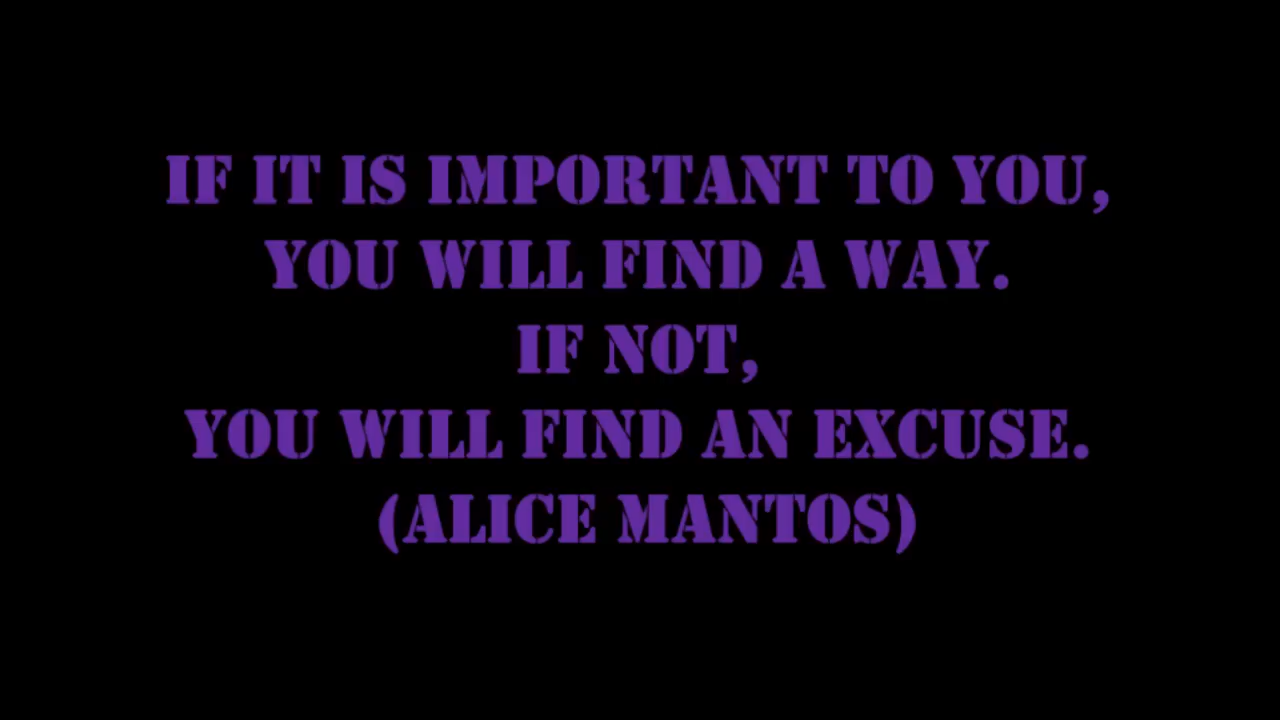 IF IT IS IMPORTANT TO YOU,
YOU WILL FIND A WAY.
IF NOT,
YOU WILL FIND AN EXCUSE.
(ALICE MANTOS)